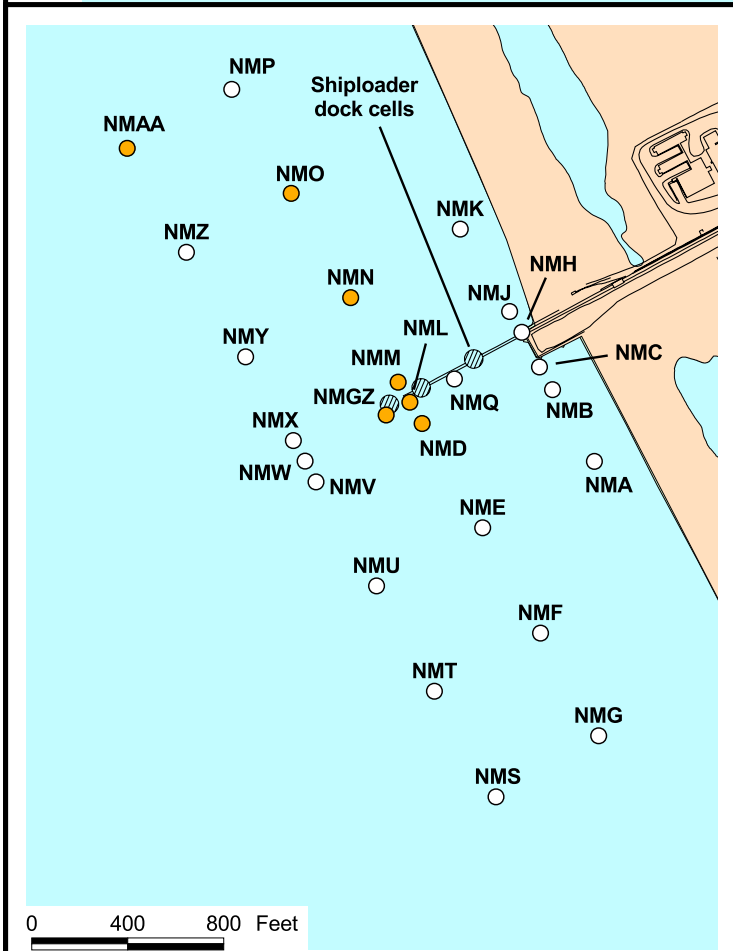 NMP
Shiploader
dock cells
NMAA
NMO
NMK
NMZ
NMH
NMN
NMJ
NML
NMY
NMM
NMC
NMGZ
NMQ
NMB
NMX
NMD
NMW
NMV
NMA
NME
NMU
NMF
NMT
NMG
NMS
0 400 800 Feet